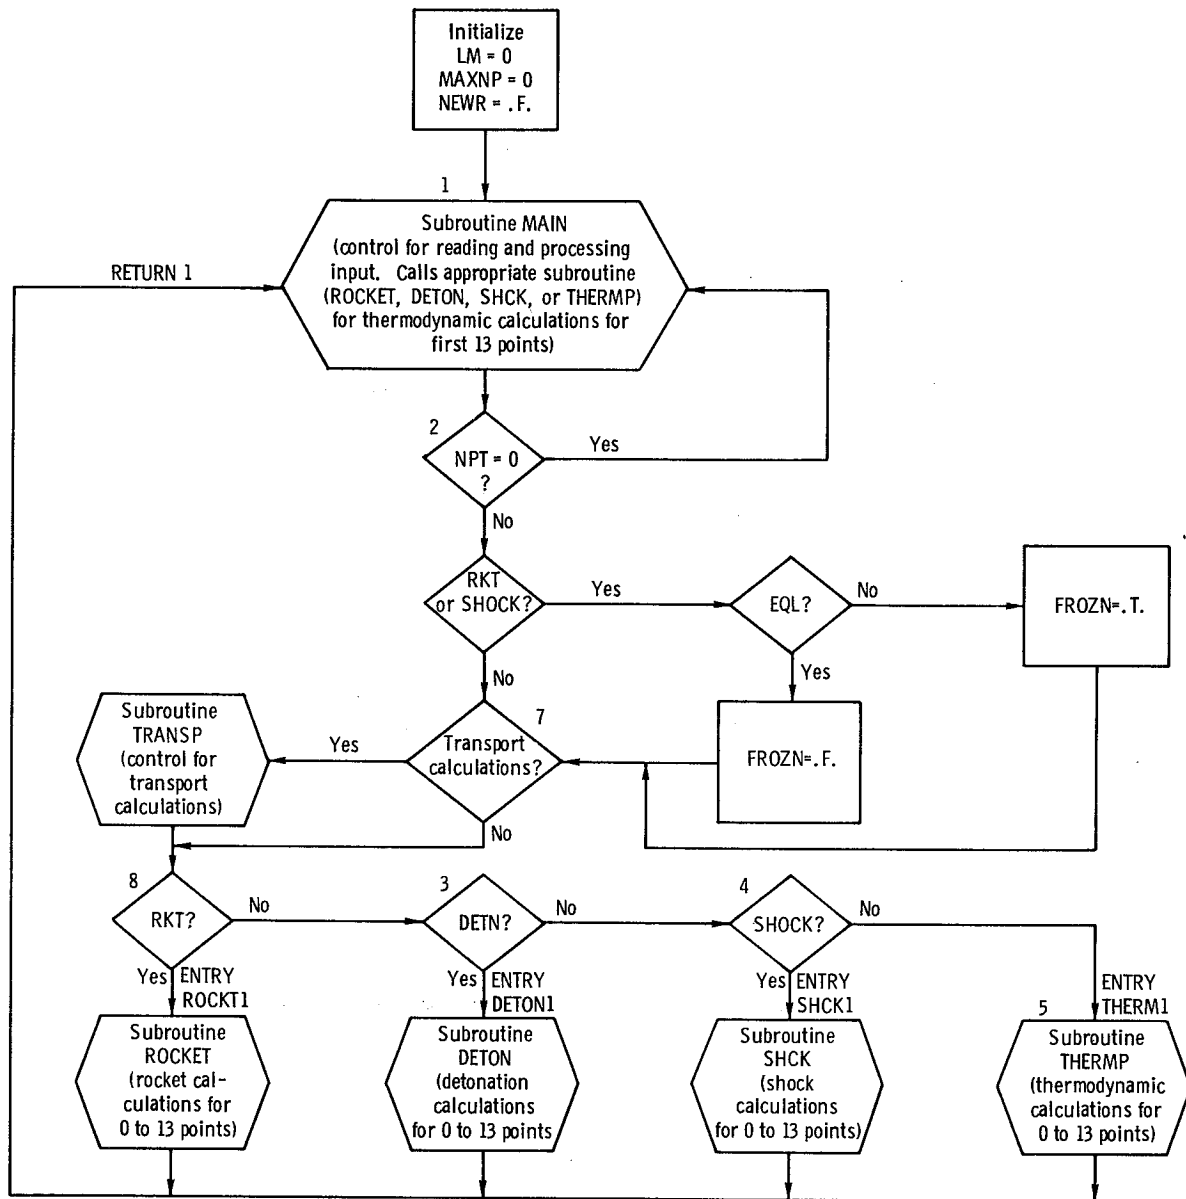 Initialize
LM = 0
MAXNP = 0
NEWR = .F.
1
Subroutine MAIN
(control for reading and processing
input. Calls appropriate subroutine
(ROCKET, DETON, SHCK, or THERMP)
for thermodynamic calculations for
first 13 points)
RETURN 1
2
NPT = 0
?
Yes
No
RKT
or SHOCK?
Yes
EQL?
No
FROZN=.T.
Yes
No
FROZN=.F.
7
Transport
calculations?
Yes
Subroutine
TRANSP
(control for
transport
calculations)
No
8
RKT?
No
3
DETN?
No
4
SHOCK?
No
Yes
ENTRY
ROCKT1
Yes
ENTRY
DETON1
Yes
ENTRY
SHCK1
ENTRY
THERM1
5
Subroutine
ROCKET
(rocket cal-
culations for
0 to 13 points)
Subroutine
DETON
(detonation
calculations
for 0 to 13 points
Subroutine
SHCK
(shock
calculations
for 0 to 13 points)
Subroutine
THERMP
(thermodynamic
calculations for
0 to 13 points)